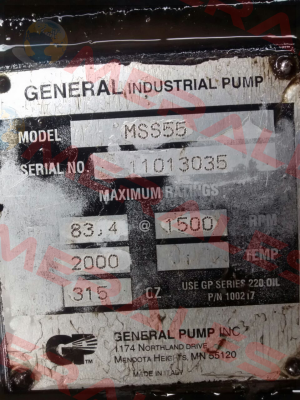 GENERAL INDUSTRIAL PUMP
MODEL MSS55
SERIAL NO. 11013035
MAXIMUM RATINGS
83,4 @ 1500 RPM
2000 TEMP
315 OZ USE GP SERIES 220 OIL
P/N 100217
GP
GENERAL PUMP INC
1174 NORTHLAND DRIVE
MENDOTA HEIGHTS, MN 55120
MADE IN ITALY